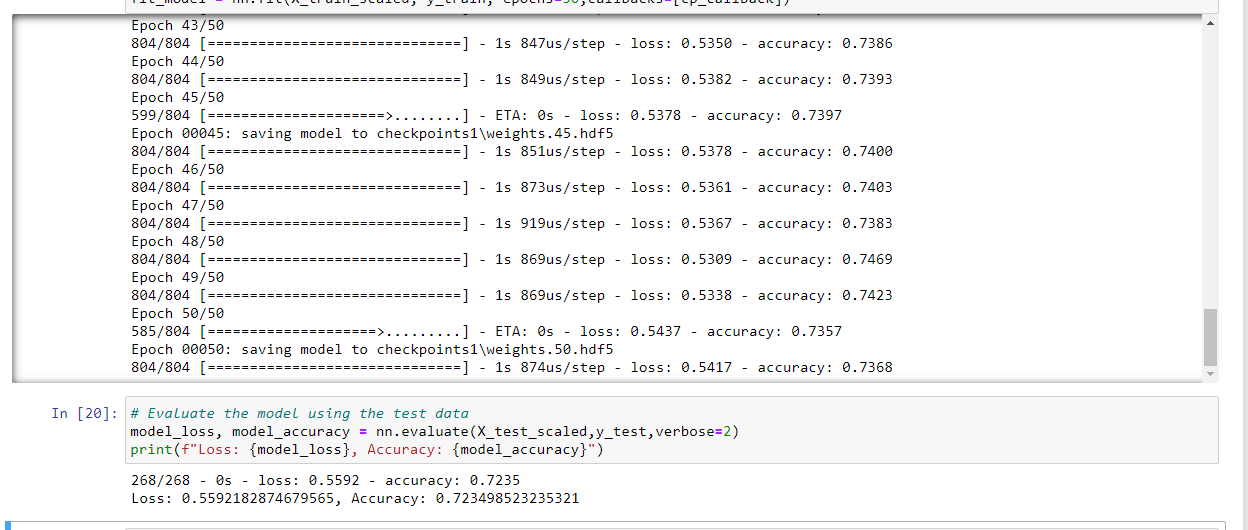 fit_model = nn.fit(X_train_scaled, y_train, epochs=50,callbacks=[cp_callback])
Epoch 43/50
804/804 [==============================] - 1s 847us/step - loss: 0.5350 - accuracy: 0.7386
Epoch 44/50
804/804 [==============================] - 1s 849us/step - loss: 0.5382 - accuracy: 0.7393
Epoch 45/50
599/804 [=====================>........] - ETA: 0s - loss: 0.5378 - accuracy: 0.7397
Epoch 00045: saving model to checkpoints1\weights.45.hdf5
804/804 [==============================] - 1s 851us/step - loss: 0.5378 - accuracy: 0.7400
Epoch 46/50
804/804 [==============================] - 1s 873us/step - loss: 0.5361 - accuracy: 0.7403
Epoch 47/50
804/804 [==============================] - 1s 919us/step - loss: 0.5367 - accuracy: 0.7383
Epoch 48/50
804/804 [==============================] - 1s 869us/step - loss: 0.5309 - accuracy: 0.7469
Epoch 49/50
804/804 [==============================] - 1s 869us/step - loss: 0.5338 - accuracy: 0.7423
Epoch 50/50
585/804 [====================>.........] - ETA: 0s - loss: 0.5437 - accuracy: 0.7357
Epoch 00050: saving model to checkpoints1\weights.50.hdf5
804/804 [==============================] - 1s 874us/step - loss: 0.5417 - accuracy: 0.7368
In [20]: # Evaluate the model using the test data
model_loss, model_accuracy = nn.evaluate(X_test_scaled,y_test,verbose=2)
print(f"Loss: {model_loss}, Accuracy: {model_accuracy}")
268/268 - 0s - loss: 0.5592 - accuracy: 0.7235
Loss: 0.5592182874679565, Accuracy: 0.723498523235321